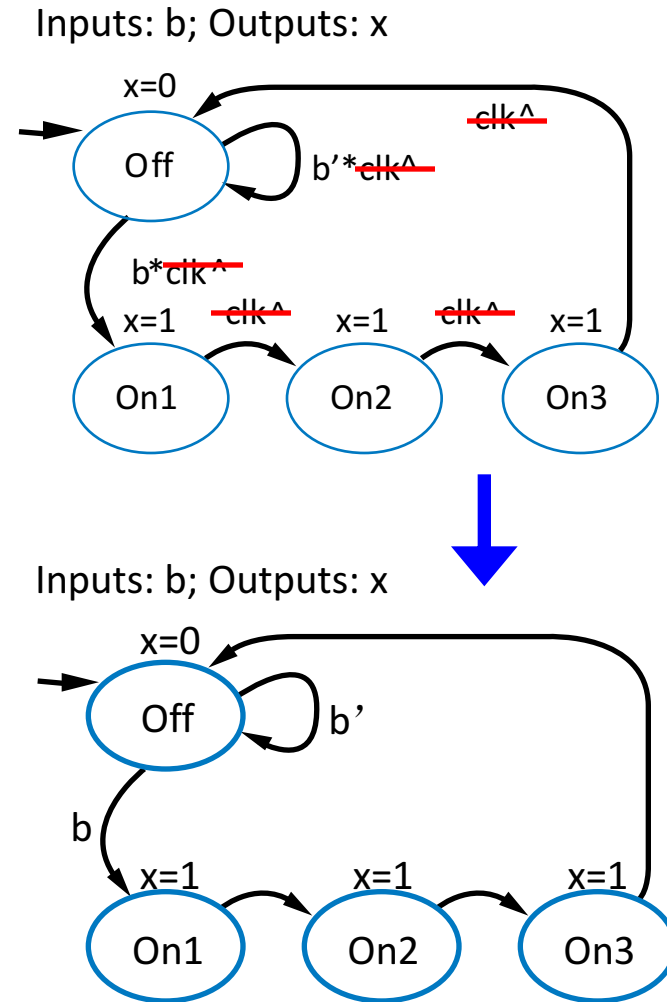 Inputs: b; Outputs: x
x=0
clk^
Off
b’*clk^
b*clk^
x=1
clk^
x=1
clk^
x=1
On1
On2
On3
Inputs: b; Outputs: x
x=0
Off
b’
b
x=1
x=1
x=1
On1
On2
On3